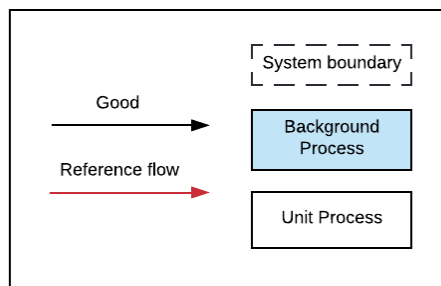 System boundary
Good
Background
Process
Reference flow
Unit Process